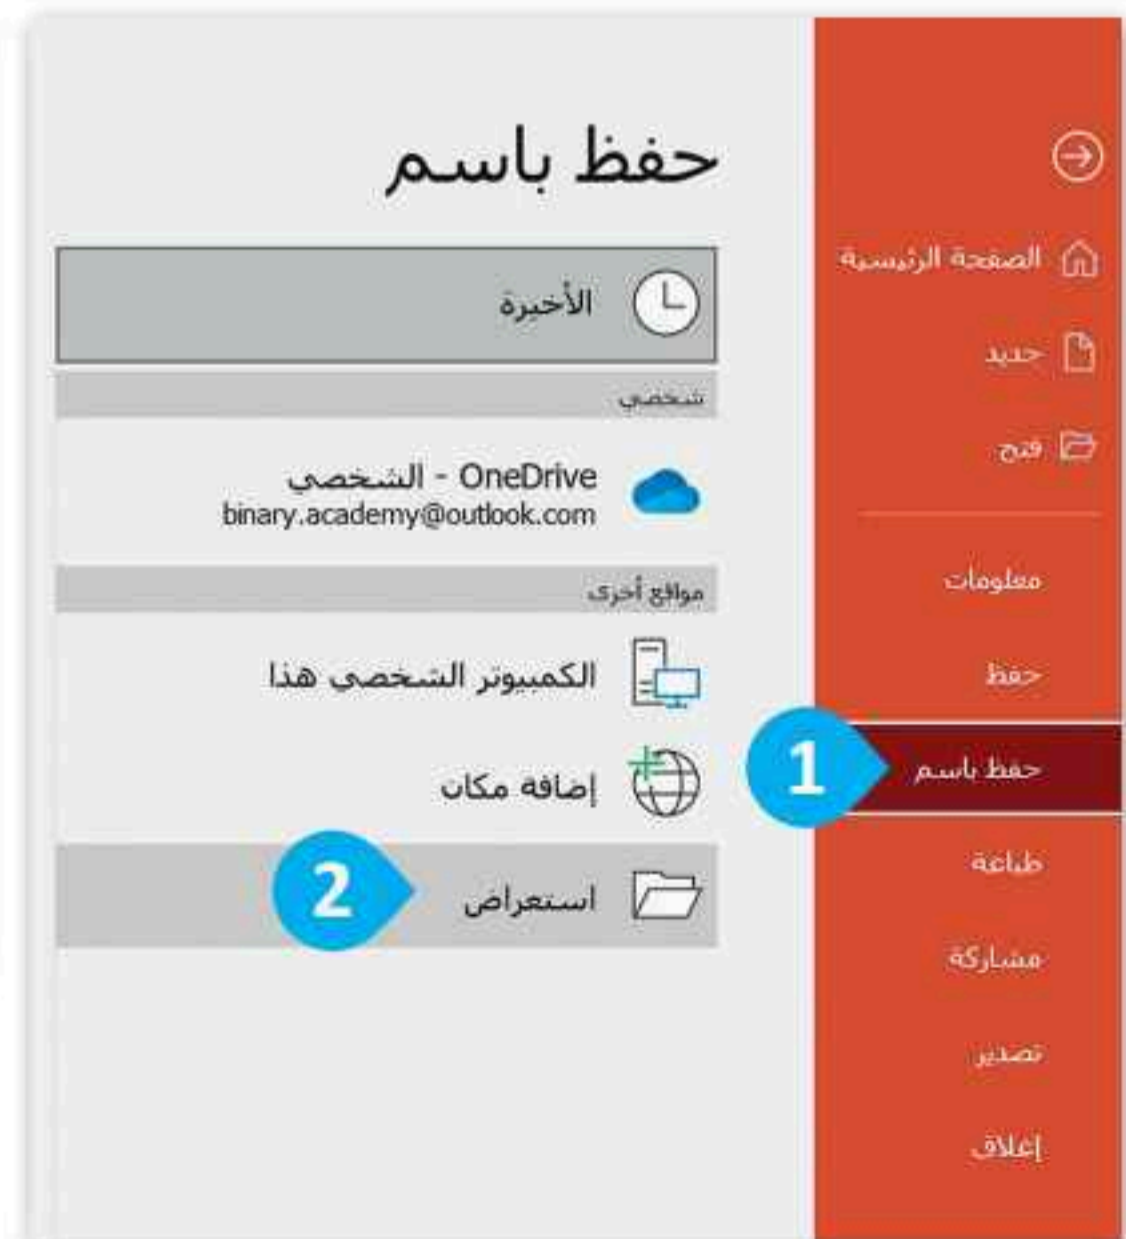 حفظ باسم
الأخيرة
شخصي
OneDrive - الشخصي
binary.academy@outlook.com
مواقع أخرى
الكمبيوتر الشخصي هذا
إضافة مكان
استعراض
2
الصفحة الرئيسية
جديد
فتح
معلومات
حفظ
حفظ باسم
1
طباعة
مشاركة
تصدير
إغلاق